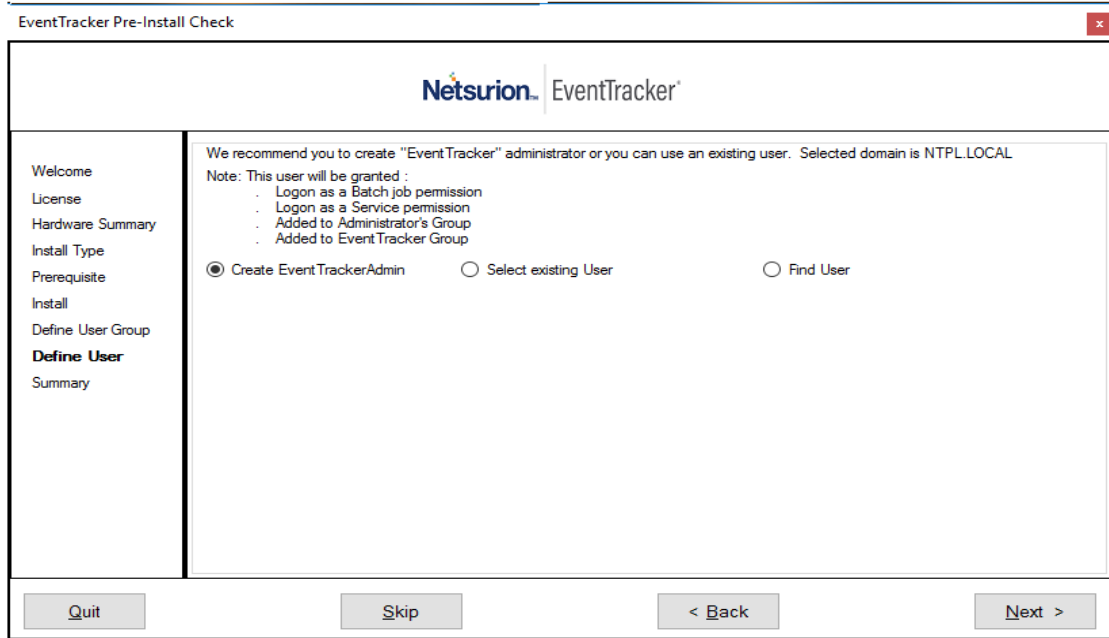 EventTracker Pre-Install Check
x
Netsurion™ EventTracker®
Welcome
License
Hardware Summary
Install Type
Prerequisite
Install
Define User Group
Define User
Summary
We recommend you to create "EventTracker" administrator or you can use an existing user. Selected domain is NTPL.LOCAL
Note: This user will be granted :
. Logon as a Batch job permission
. Logon as a Service permission
. Added to Administrator's Group
. Added to EventTracker Group
Create EventTrackerAdmin Select existing User Find User
Quit Skip < Back Next >